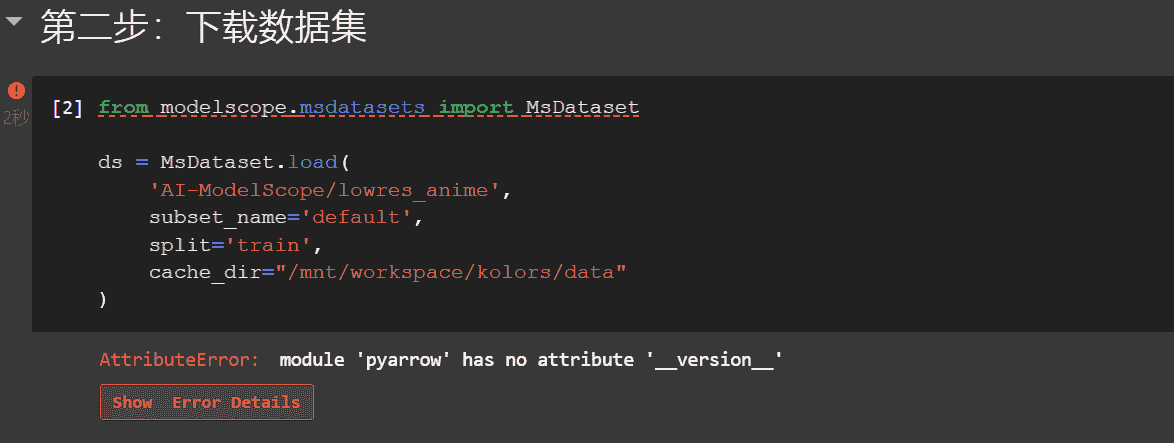 第二步：下载数据集
[2] from modelscope.msdatasets import MsDataset
2秒
ds = MsDataset.load(
    'AI-ModelScope/lowres_anime',
    subset_name='default',
    split='train',
    cache_dir="/mnt/workspace/kolors/data"
)
AttributeError: module 'pyarrow' has no attribute '__version__'
Show Error Details